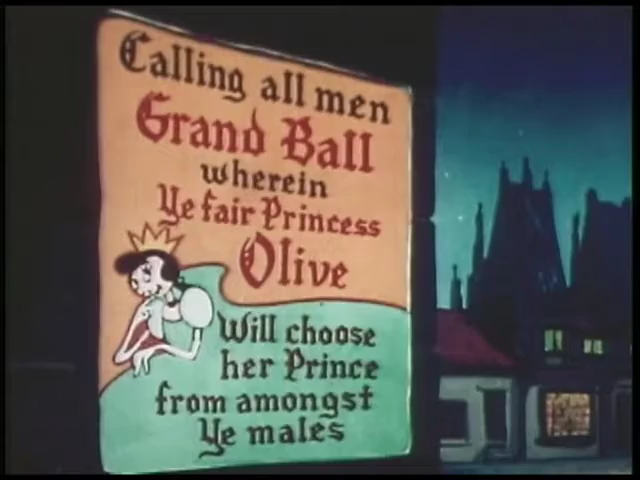 Calling all men
Grand Ball
wherein
Ye fair Princess
Olive
Will choose
her Prince
from amongst
Ye males